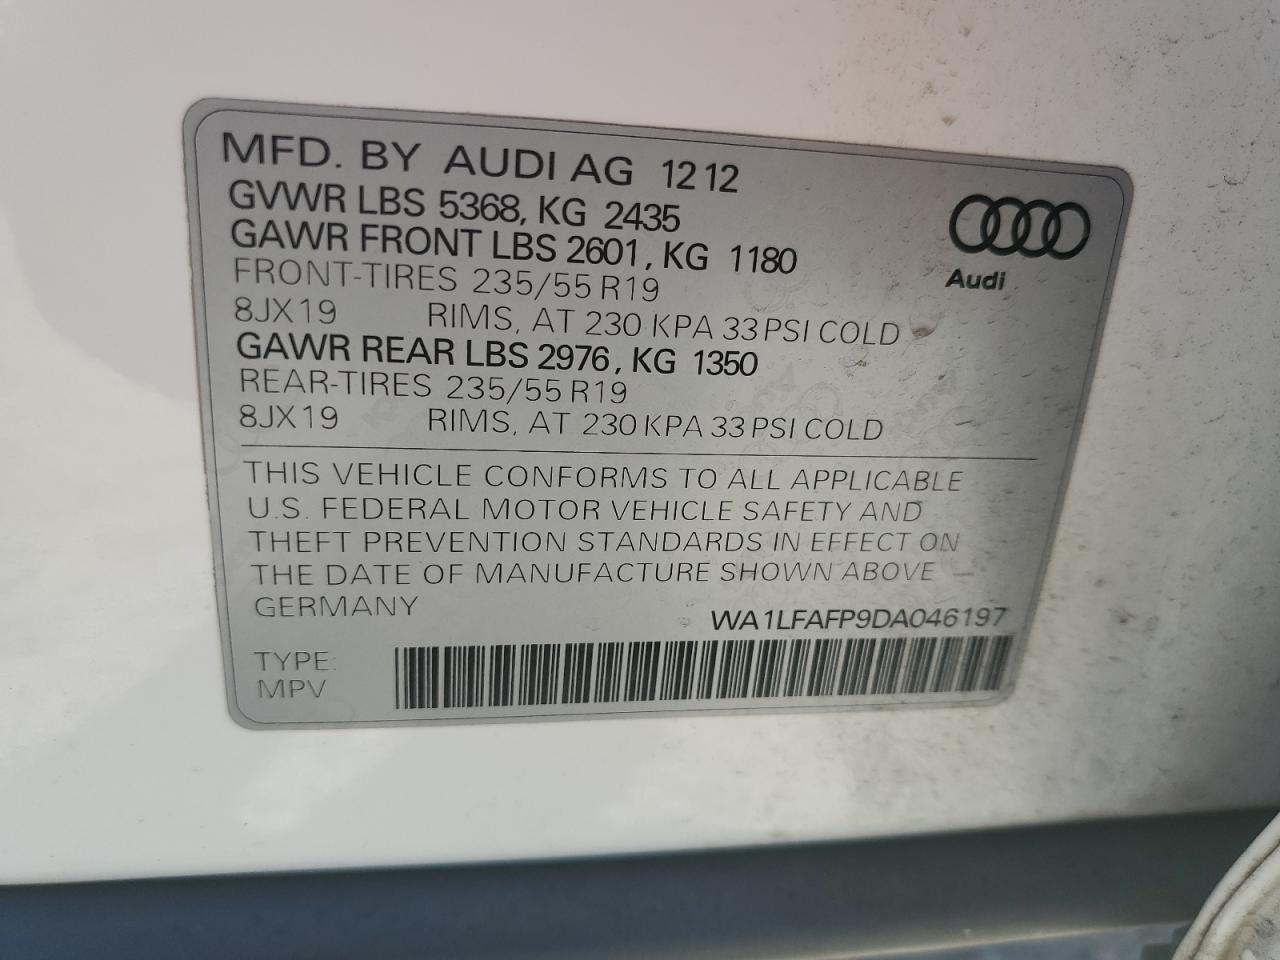 MFD. BY AUDI AG 12 12
GVWR LBS 5368, KG 2435
GAWR FRONT LBS 2601, KG 1180
FRONT-TIRES 235/55 R19
8JX19 RIMS, AT 230 KPA 33 PSI COLD
GAWR REAR LBS 2976, KG 1350
REAR-TIRES 235/55 R19
8JX19 RIMS, AT 230 KPA 33 PSI COLD
Audi
THIS VEHICLE CONFORMS TO ALL APPLICABLE
U.S. FEDERAL MOTOR VEHICLE SAFETY AND
THEFT PREVENTION STANDARDS IN EFFECT ON
THE DATE OF MANUFACTURE SHOWN ABOVE
GERMANY
WA1LFAFP9DA046197
TYPE:
MPV